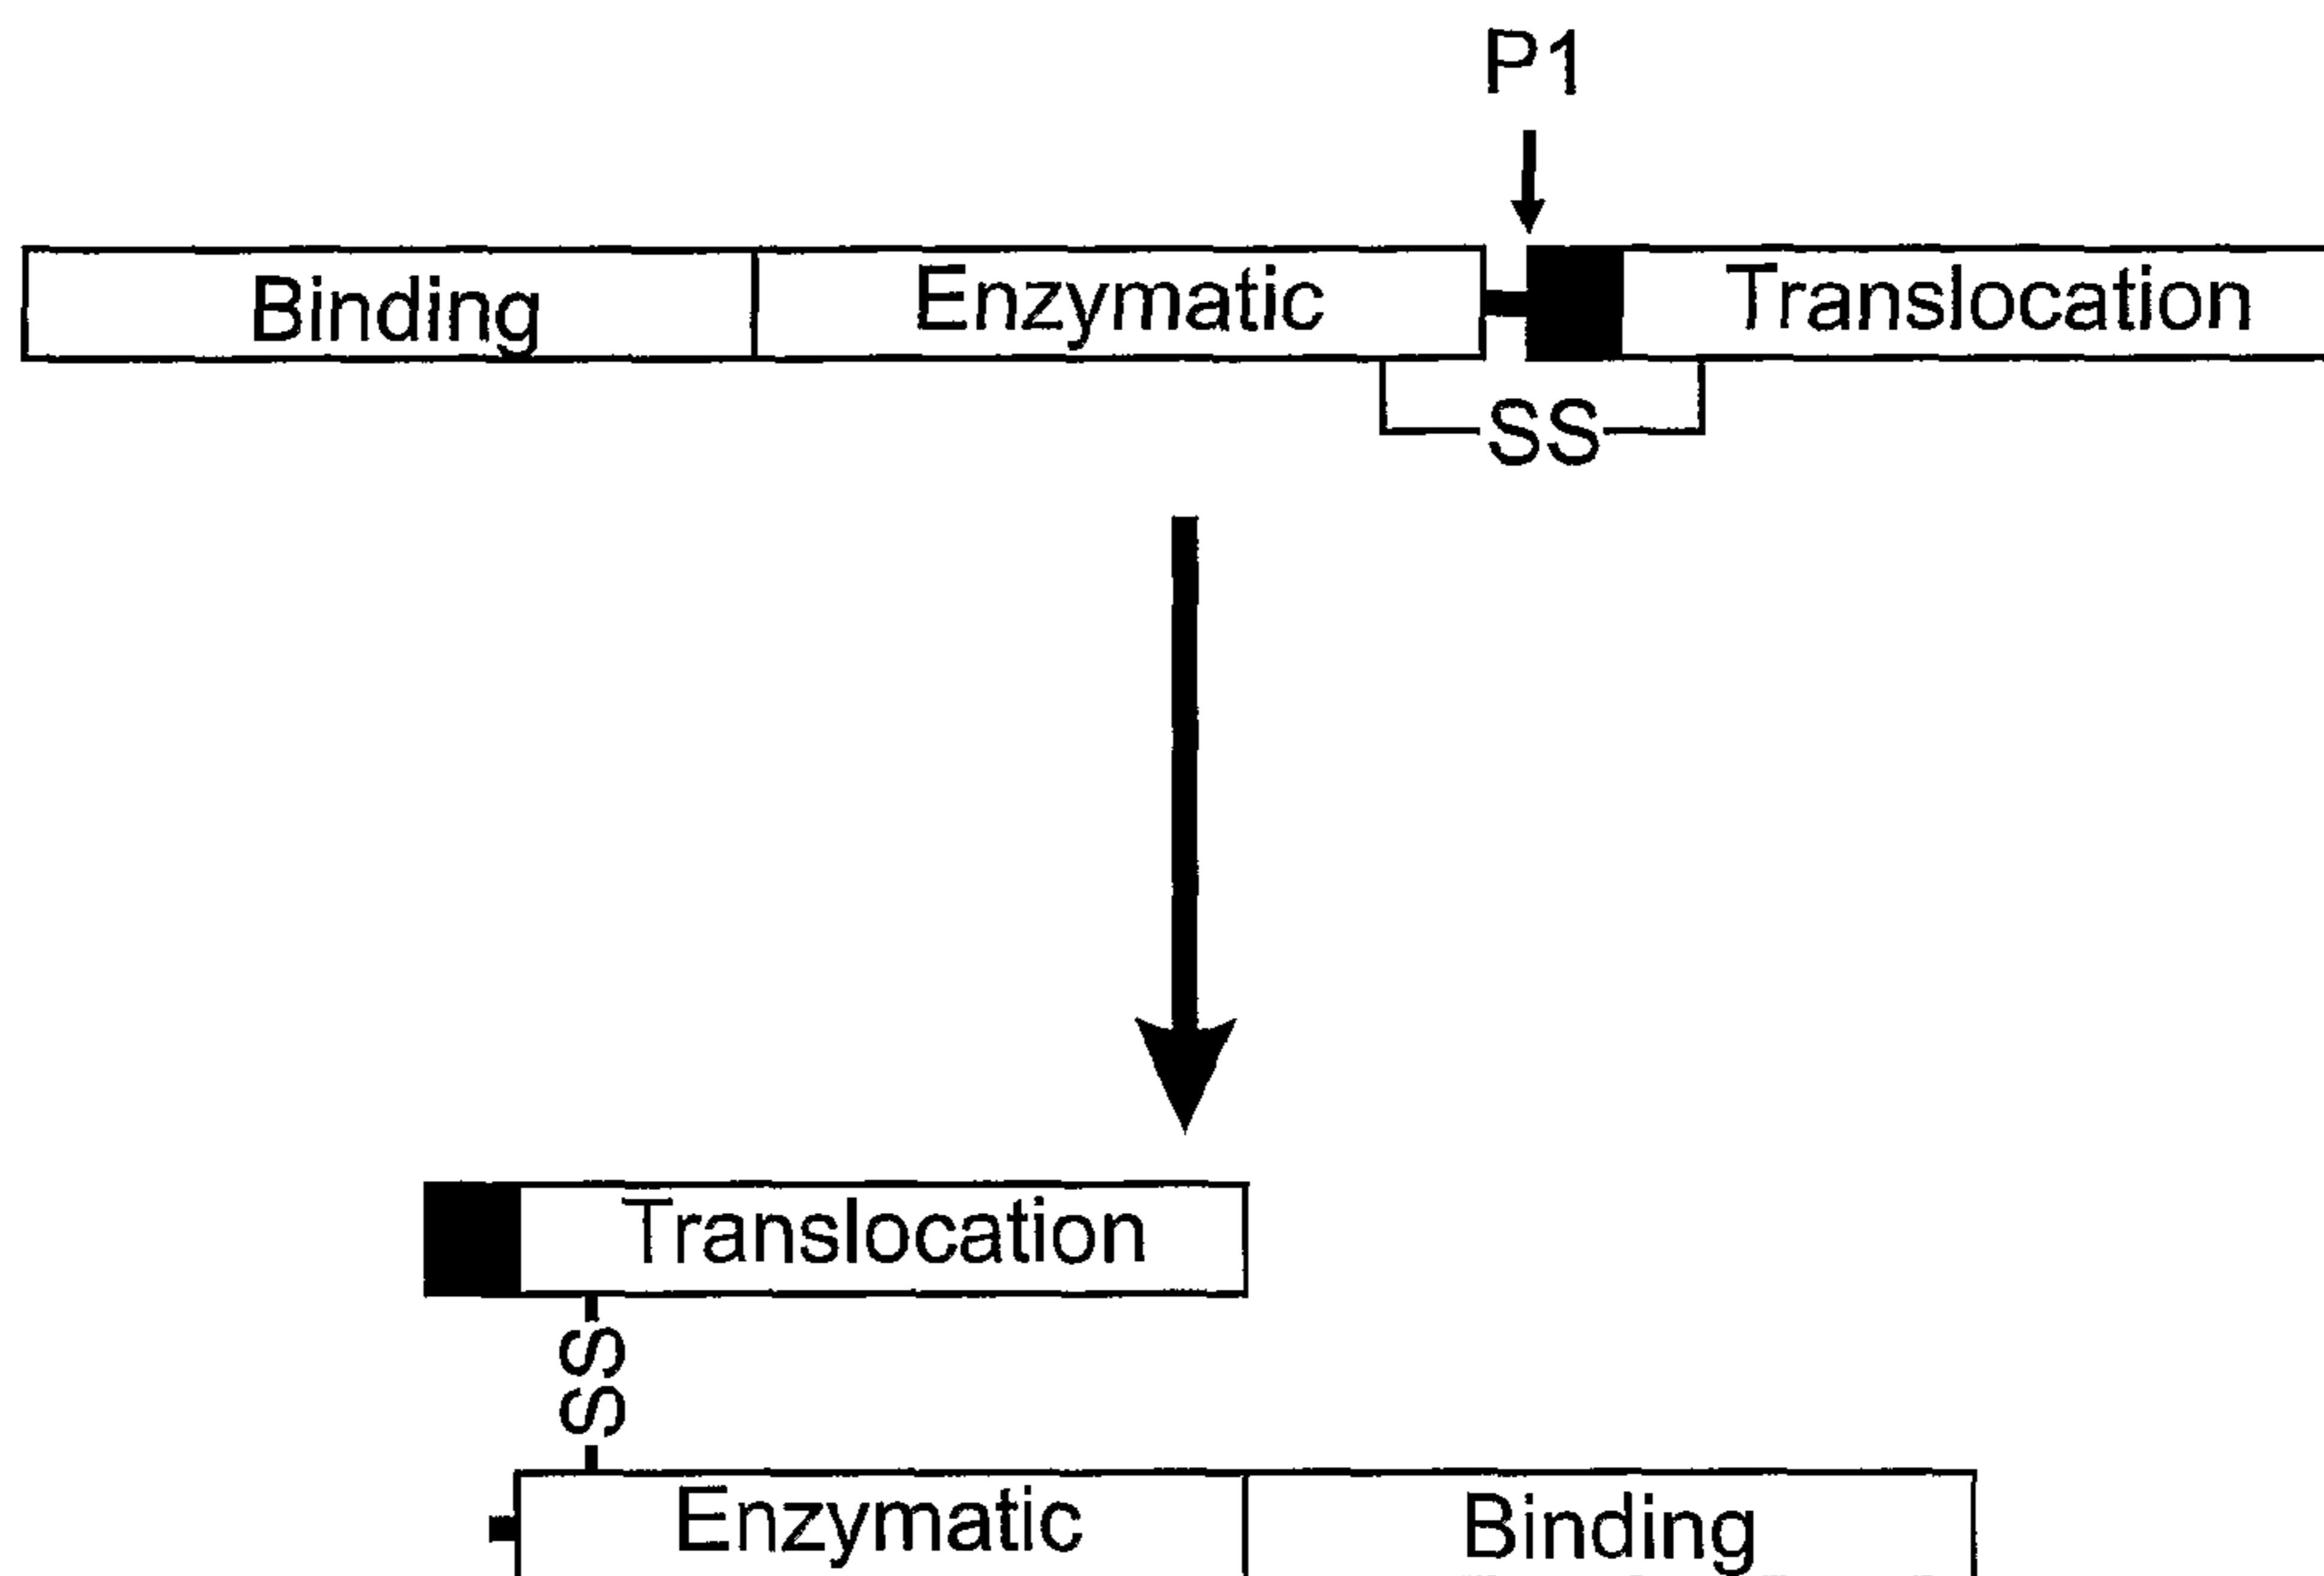 P1
Binding Enzymatic Translocation
SS
Translocation
SS
Enzymatic Binding